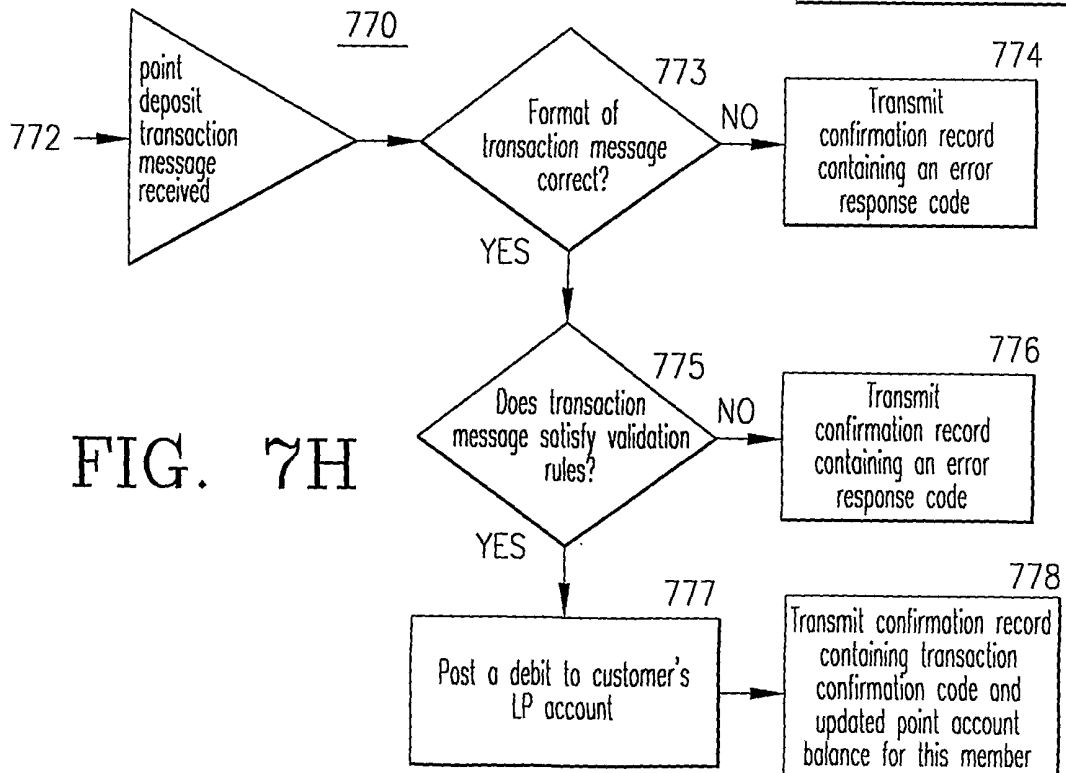 770
772
point
deposit
transaction
message
received
773
Format of
transaction message
correct?
NO
YES
774
Transmit
confirmation record
containing an error
response code
775
Does transaction
message satisfy validation
rules?
NO
YES
776
Transmit
confirmation record
containing an error
response code
FIG. 7H
777
Post a debit to customer's
LP account
778
Transmit confirmation record
containing transaction
confirmation code and
updated point account
balance for this member